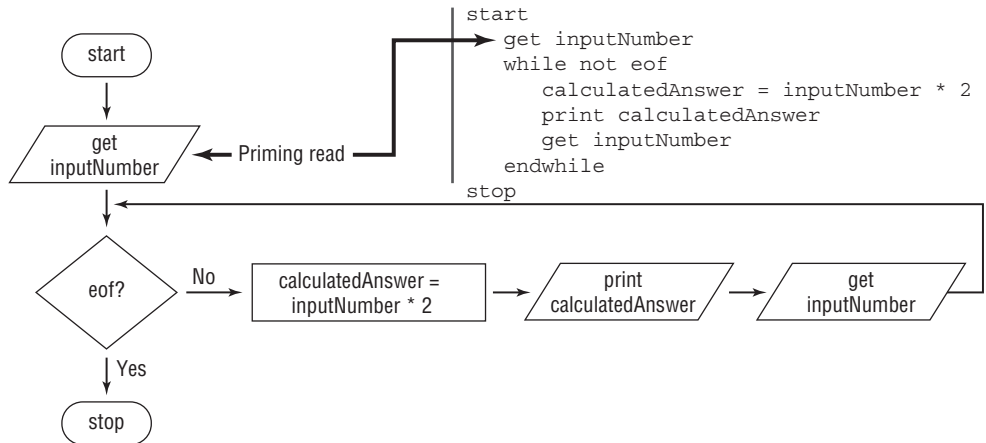 start
get inputNumber
while not eof
calculatedAnswer = inputNumber * 2
print calculatedAnswer
get inputNumber
endwhile
stop
start
get
inputNumber
Priming read
eof?
No
calculatedAnswer =
inputNumber * 2
print
calculatedAnswer
get
inputNumber
Yes
stop